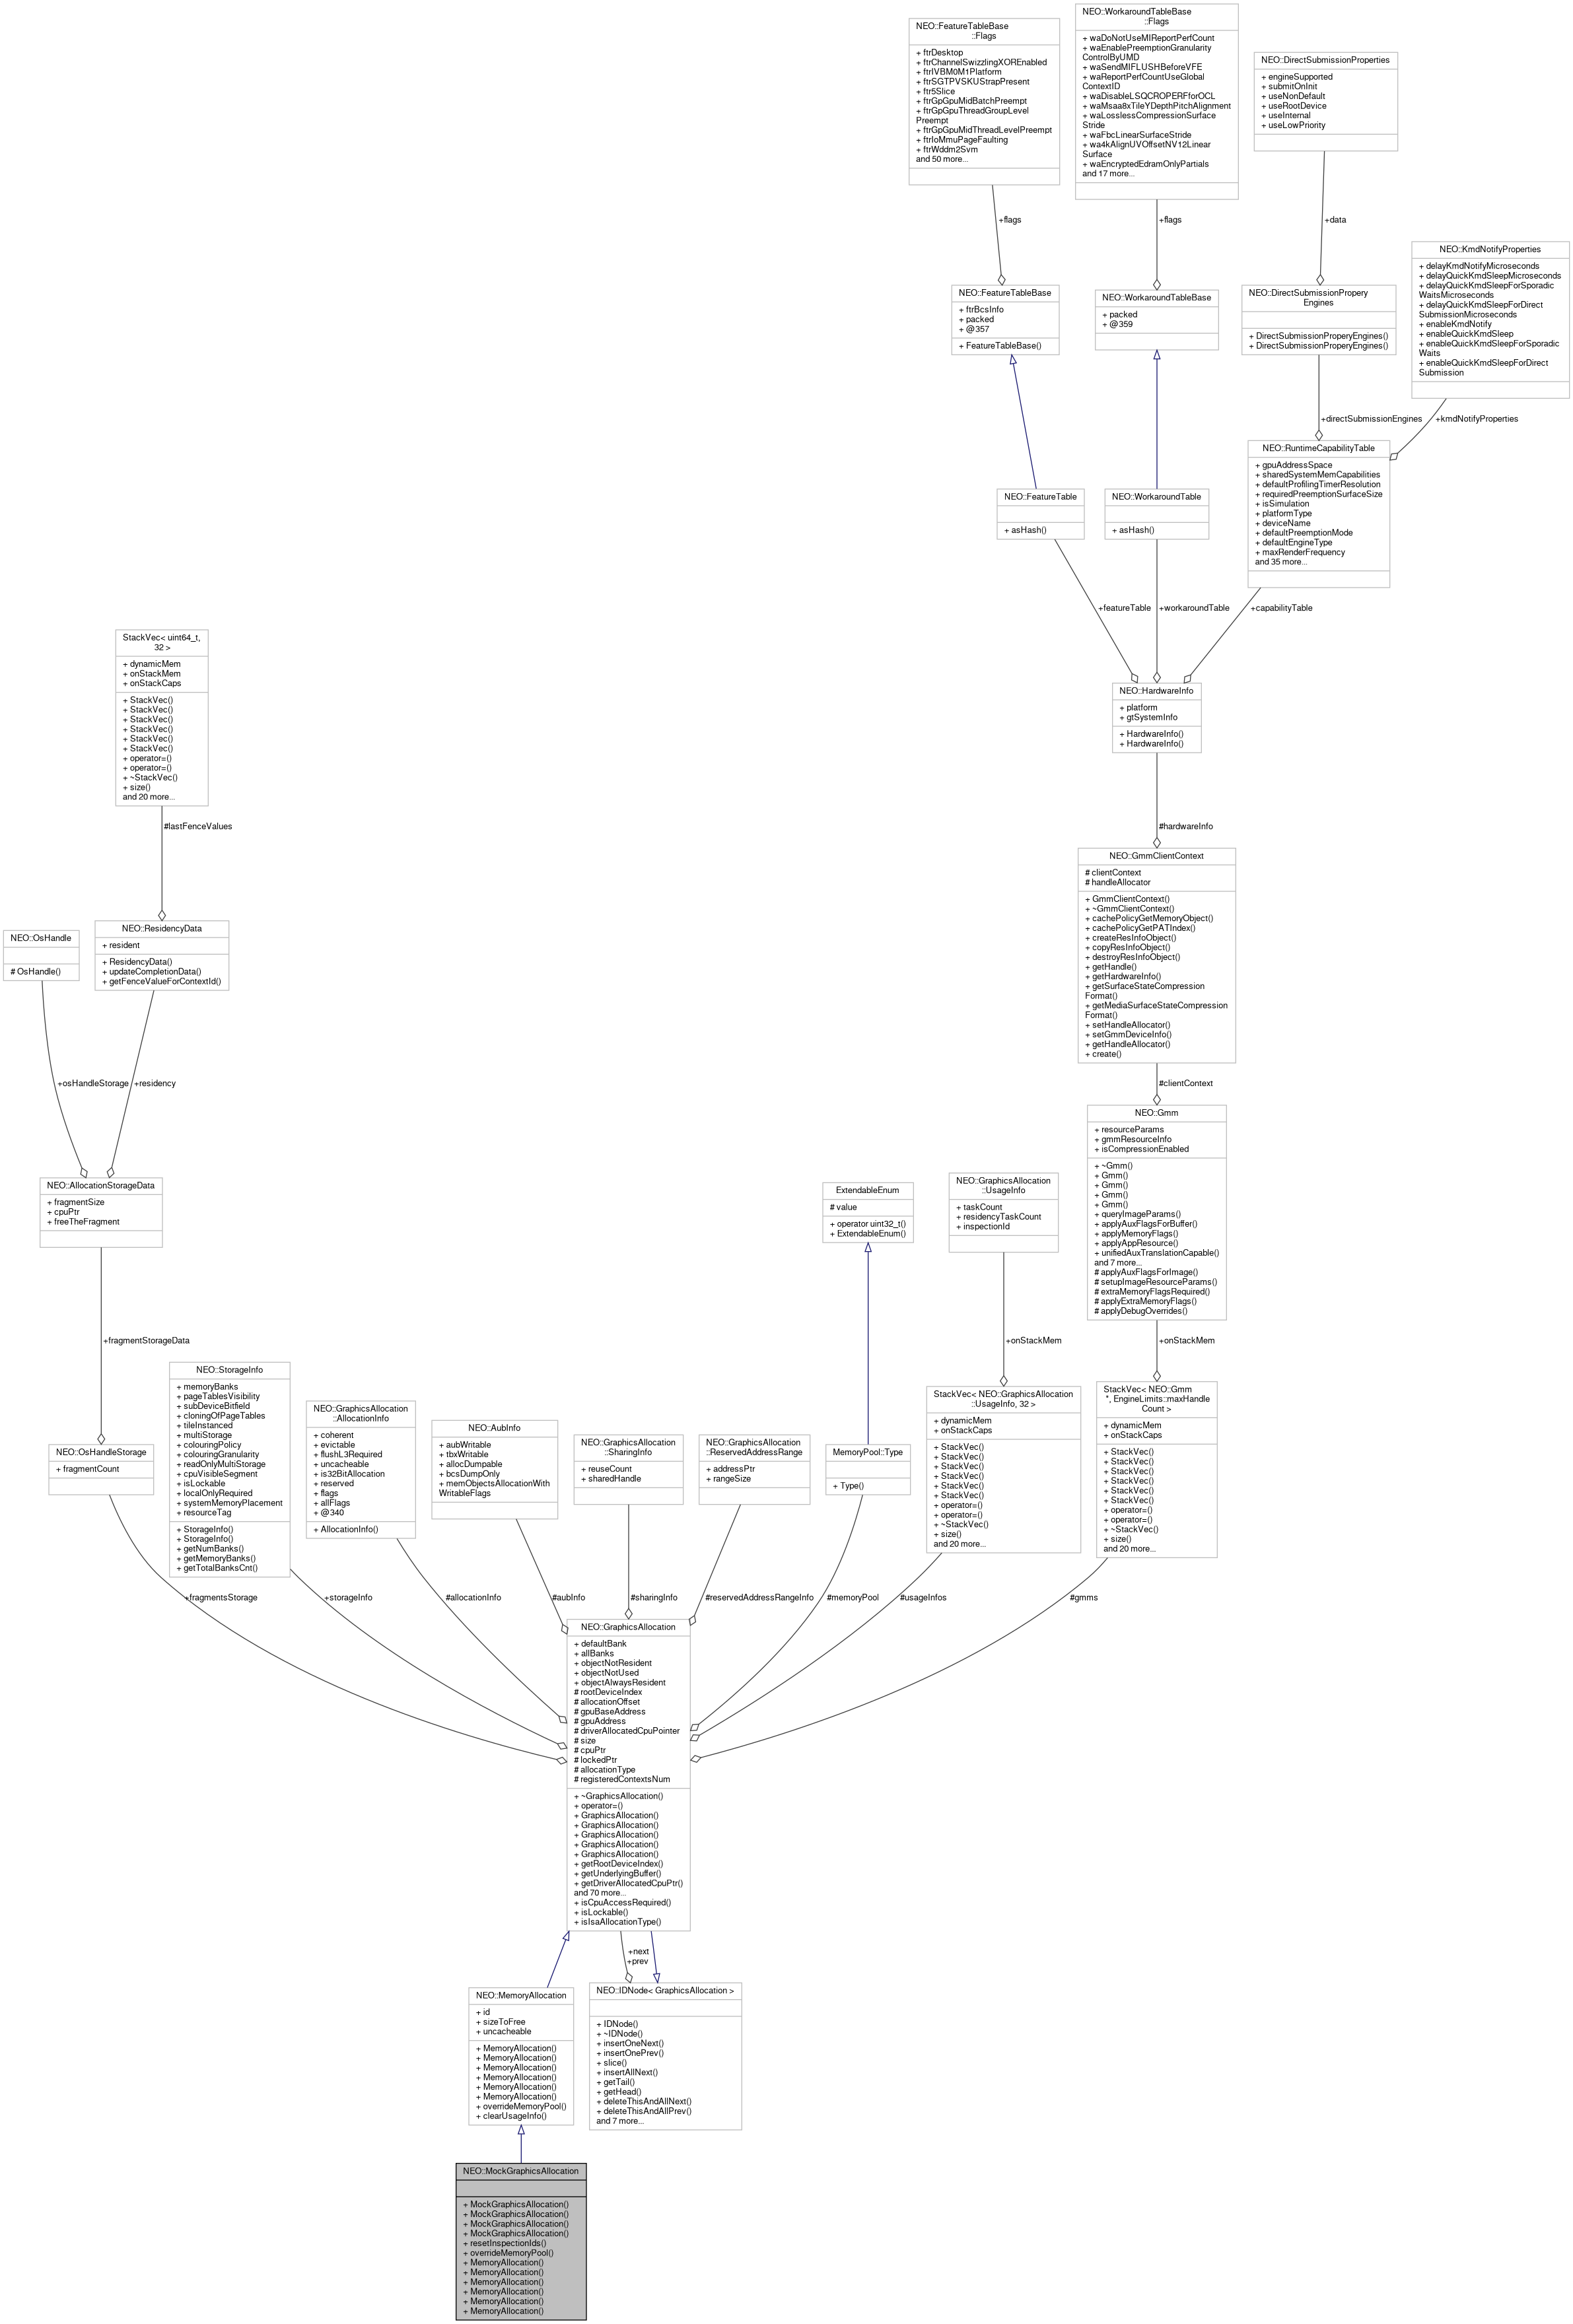 NEO::FeatureTableBase
::Flags
+ ftrDesktop
+ ftrChannelSwizzlingXOREnabled
+ ftrIVBM0M1Platform
+ ftrSGTPVSKUStrapPresent
+ ftr5Slice
+ ftrGpGpuMidBatchPreempt
+ ftrGpGpuThreadGroupLevel
Preempt
+ ftrGpGpuMidThreadLevelPreempt
+ ftrIoMmuPageFaulting
+ ftrWddm2Svm
and 50 more...
NEO::WorkaroundTableBase
::Flags
+ waDoNotUseMIReportPerfCount
+ waEnablePreemptionGranularity
ControlByUMD
+ waSendMIFLUSHBeforeVFE
+ waReportPerfCountUseGlobal
ContextID
+ waDisableLSQCROPERFforOCL
+ waMsaa8xTileYDepthPitchAlignment
+ waLosslessCompressionSurface
Stride
+ waFbcLinearSurfaceStride
+ wa4kAlignUVOffsetNV12Linear
Surface
+ waEncryptedEdramOnlyPartials
and 17 more...
NEO::DirectSubmissionProperties
+ engineSupported
+ submitOnInit
+ useNonDefault
+ useRootDevice
+ useInternal
+ useLowPriority
+flags
+flags
+data
NEO::KmdNotifyProperties
+ delayKmdNotifyMicroseconds
+ delayQuickKmdSleepMicroseconds
+ delayQuickKmdSleepForSporadic
WaitsMicroseconds
+ delayQuickKmdSleepForDirect
SubmissionMicroseconds
+ enableKmdNotify
+ enableQuickKmdSleep
+ enableQuickKmdSleepForSporadic
Waits
+ enableQuickKmdSleepForDirect
Submission
NEO::FeatureTableBase
+ ftrBcsInfo
+ packed
+ @357
+ FeatureTableBase()
NEO::WorkaroundTableBase
+ packed
+ @359
NEO::DirectSubmissionPropery
Engines
+ DirectSubmissionProperyEngines()
+ DirectSubmissionProperyEngines()
+directSubmissionEngines
+kmdNotifyProperties
NEO::RuntimeCapabilityTable
+ gpuAddressSpace
+ sharedSystemMemCapabilities
+ defaultProfilingTimerResolution
+ requiredPreemptionSurfaceSize
+ isSimulation
+ platformType
+ deviceName
+ defaultPreemptionMode
+ defaultEngineType
+ maxRenderFrequency
and 35 more...
NEO::FeatureTable
+ asHash()
NEO::WorkaroundTable
+ asHash()
+featureTable
+workaroundTable
+capabilityTable
StackVec< uint64_t,
32 >
+ dynamicMem
+ onStackMem
+ onStackCaps
+ StackVec()
+ StackVec()
+ StackVec()
+ StackVec()
+ StackVec()
+ StackVec()
+ operator=()
+ operator=()
+ ~StackVec()
+ size()
and 20 more...
NEO::HardwareInfo
+ platform
+ gtSystemInfo
+ HardwareInfo()
+ HardwareInfo()
#lastFenceValues
#hardwareInfo
NEO::GmmClientContext
# clientContext
# handleAllocator
+ GmmClientContext()
+ ~GmmClientContext()
+ cachePolicyGetMemoryObject()
+ cachePolicyGetPATIndex()
+ createResInfoObject()
+ copyResInfoObject()
+ destroyResInfoObject()
+ getHandle()
+ getHardwareInfo()
+ getSurfaceStateCompression
Format()
+ getMediaSurfaceStateCompression
Format()
+ setHandleAllocator()
+ setGmmDeviceInfo()
+ getHandleAllocator()
+ create()
NEO::OsHandle
# OsHandle()
NEO::ResidencyData
+ resident
+ ResidencyData()
+ updateCompletionData()
+ getFenceValueForContextId()
+osHandleStorage
+residency
#clientContext
NEO::Gmm
+ resourceParams
+ gmmResourceInfo
+ isCompressionEnabled
+ ~Gmm()
+ Gmm()
+ Gmm()
+ Gmm()
+ Gmm()
+ queryImageParams()
+ applyAuxFlagsForBuffer()
+ applyMemoryFlags()
+ applyAppResource()
+ unifiedAuxTranslationCapable()
and 7 more...
# applyAuxFlagsForImage()
# setupImageResourceParams()
# extraMemoryFlagsRequired()
# applyExtraMemoryFlags()
# applyDebugOverrides()
NEO::AllocationStorageData
+ fragmentSize
+ cpuPtr
+ freeTheFragment
ExtendableEnum
# value
+ operator uint32_t()
+ ExtendableEnum()
NEO::GraphicsAllocation
::UsageInfo
+ taskCount
+ residencyTaskCount
+ inspectionId
+fragmentStorageData
+onStackMem
+onStackMem
NEO::OsHandleStorage
+ fragmentCount
NEO::StorageInfo
+ memoryBanks
+ pageTablesVisibility
+ subDeviceBitfield
+ cloningOfPageTables
+ tileInstanced
+ multiStorage
+ colouringPolicy
+ colouringGranularity
+ readOnlyMultiStorage
+ cpuVisibleSegment
+ isLockable
+ localOnlyRequired
+ systemMemoryPlacement
+ resourceTag
+ StorageInfo()
+ StorageInfo()
+ getNumBanks()
+ getMemoryBanks()
+ getTotalBanksCnt()
NEO::GraphicsAllocation
::AllocationInfo
+ coherent
+ evictable
+ flushL3Required
+ uncacheable
+ is32BitAllocation
+ reserved
+ flags
+ allFlags
+ @340
+ AllocationInfo()
NEO::AubInfo
+ aubWritable
+ tbxWritable
+ allocDumpable
+ bcsDumpOnly
+ memObjectsAllocationWith
WritableFlags
NEO::GraphicsAllocation
::SharingInfo
+ reuseCount
+ sharedHandle
NEO::GraphicsAllocation
::ReservedAddressRange
+ addressPtr
+ rangeSize
MemoryPool::Type
+ Type()
StackVec< NEO::GraphicsAllocation
::UsageInfo, 32 >
+ dynamicMem
+ onStackCaps
+ StackVec()
+ StackVec()
+ StackVec()
+ StackVec()
+ StackVec()
+ StackVec()
+ operator=()
+ operator=()
+ ~StackVec()
+ size()
and 20 more...
StackVec< NEO::Gmm
*, EngineLimits::maxHandle
Count >
+ dynamicMem
+ onStackCaps
+ StackVec()
+ StackVec()
+ StackVec()
+ StackVec()
+ StackVec()
+ StackVec()
+ operator=()
+ operator=()
+ ~StackVec()
+ size()
and 20 more...
+fragmentsStorage
+storageInfo
#allocationInfo
#aubInfo
#sharingInfo
#reservedAddressRangeInfo
#memoryPool
#usageInfos
#gmms
NEO::GraphicsAllocation
+ defaultBank
+ allBanks
+ objectNotResident
+ objectNotUsed
+ objectAlwaysResident
# rootDeviceIndex
# allocationOffset
# gpuBaseAddress
# gpuAddress
# driverAllocatedCpuPointer
# size
# cpuPtr
# lockedPtr
# allocationType
# registeredContextsNum
+ ~GraphicsAllocation()
+ operator=()
+ GraphicsAllocation()
+ GraphicsAllocation()
+ GraphicsAllocation()
+ GraphicsAllocation()
+ GraphicsAllocation()
+ getRootDeviceIndex()
+ getUnderlyingBuffer()
+ getDriverAllocatedCpuPtr()
and 70 more...
+ isCpuAccessRequired()
+ isLockable()
+ isIsaAllocationType()
+next
+prev
NEO::MemoryAllocation
+ id
+ sizeToFree
+ uncacheable
+ MemoryAllocation()
+ MemoryAllocation()
+ MemoryAllocation()
+ MemoryAllocation()
+ MemoryAllocation()
+ MemoryAllocation()
+ overrideMemoryPool()
+ clearUsageInfo()
NEO::IDNode< GraphicsAllocation >
+ IDNode()
+ ~IDNode()
+ insertOneNext()
+ insertOnePrev()
+ slice()
+ insertAllNext()
+ getTail()
+ getHead()
+ deleteThisAndAllNext()
+ deleteThisAndAllPrev()
and 7 more...
NEO::MockGraphicsAllocation
+ MockGraphicsAllocation()
+ MockGraphicsAllocation()
+ MockGraphicsAllocation()
+ MockGraphicsAllocation()
+ resetInspectionIds()
+ overrideMemoryPool()
+ MemoryAllocation()
+ MemoryAllocation()
+ MemoryAllocation()
+ MemoryAllocation()
+ MemoryAllocation()
+ MemoryAllocation()